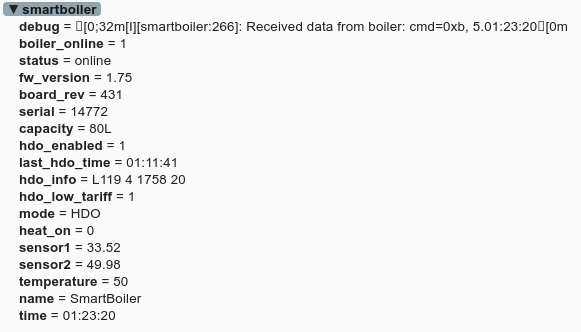 ▼ smartboiler
debug = [0;32m[I][smartboiler:266]: Received data from boiler: cmd=0xb, 5.01:23:20[0m
boiler_online = 1
status = online
fw_version = 1.75
board_rev = 431
serial = 14772
capacity = 80L
hdo_enabled = 1
last_hdo_time = 01:11:41
hdo_info = L119 4 1758 20
hdo_low_tariff = 1
mode = HDO
heat_on = 0
sensor1 = 33.52
sensor2 = 49.98
temperature = 50
name = SmartBoiler
time = 01:23:20